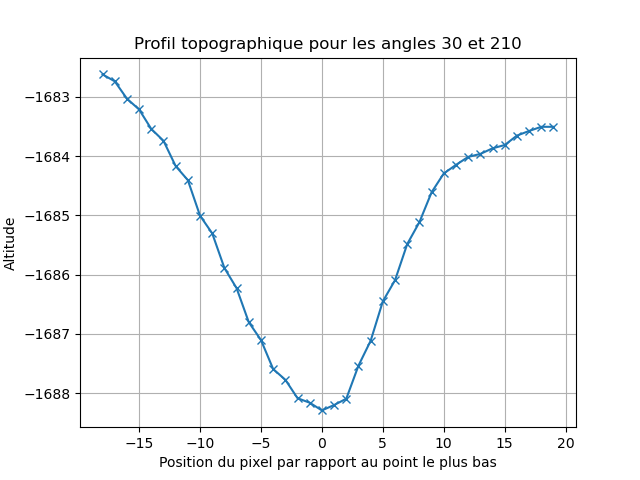 Profil topographique pour les angles 30 et 210
−1683
−1684
−1685
−1686
−1687
−1688
Altitude
−15 −10 −5 0 5 10 15 20
Position du pixel par rapport au point le plus bas